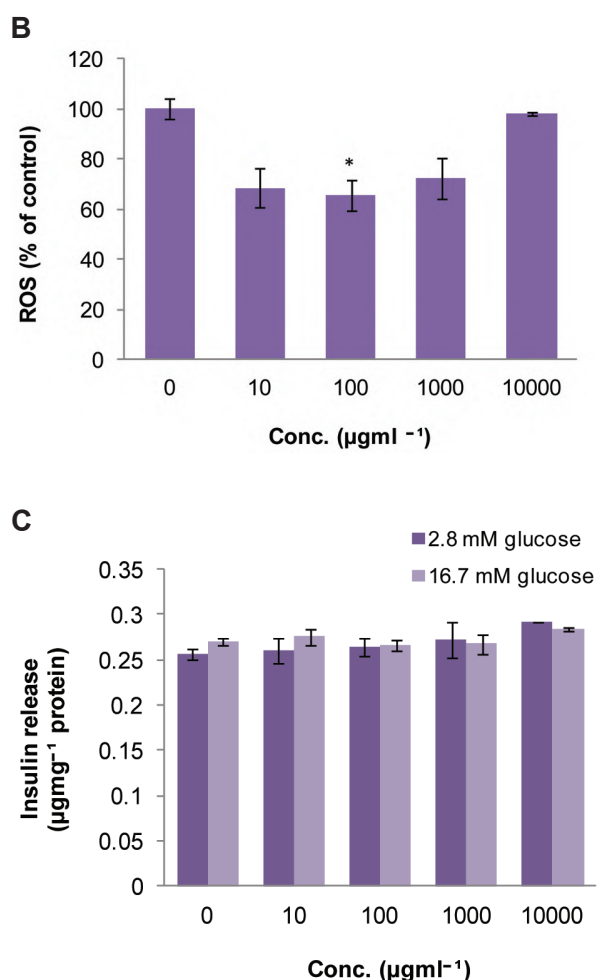 B
120
100
80
60
40
20
0
*
ROS (% of control)
0 10 100 1000 10000
Conc. (µgml ⁻¹)
C
2.8 mM glucose
16.7 mM glucose
0.35
0.3
0.25
0.2
0.15
0.1
0.05
0
Insulin release
(µgmg⁻¹ protein)
0 10 100 1000 10000
Conc. (µgml⁻¹)